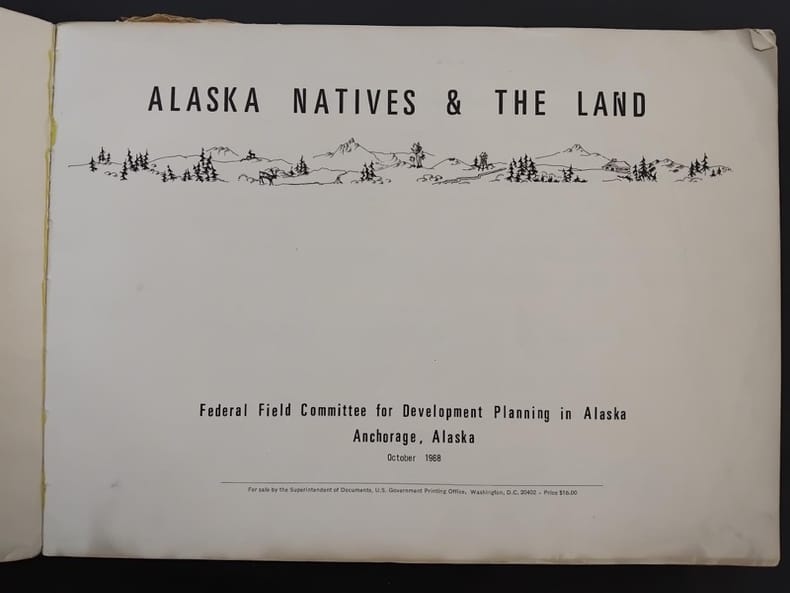 ALASKA NATIVES & THE LAND
Federal Field Committee for Development Planning in Alaska
Anchorage, Alaska
October 1968
For sale by the Superintendent of Documents, U.S. Government Printing Office, Washington, D.C. 20402 - Price $16.00